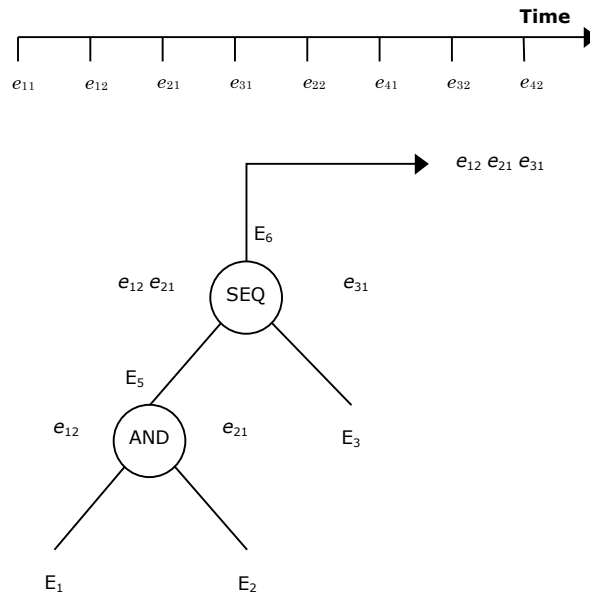 Time
e₁₁ e₁₂ e₂₁ e₃₁ e₂₂ e₄₁ e₃₂ e₄₂
e₁₂ e₂₁ e₃₁
E₆
e₁₂ e₂₁ SEQ e₃₁
E₅
e₁₂ AND e₂₁ E₃
E₁ E₂